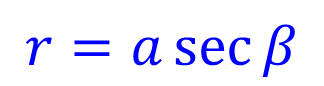 r = a sec β